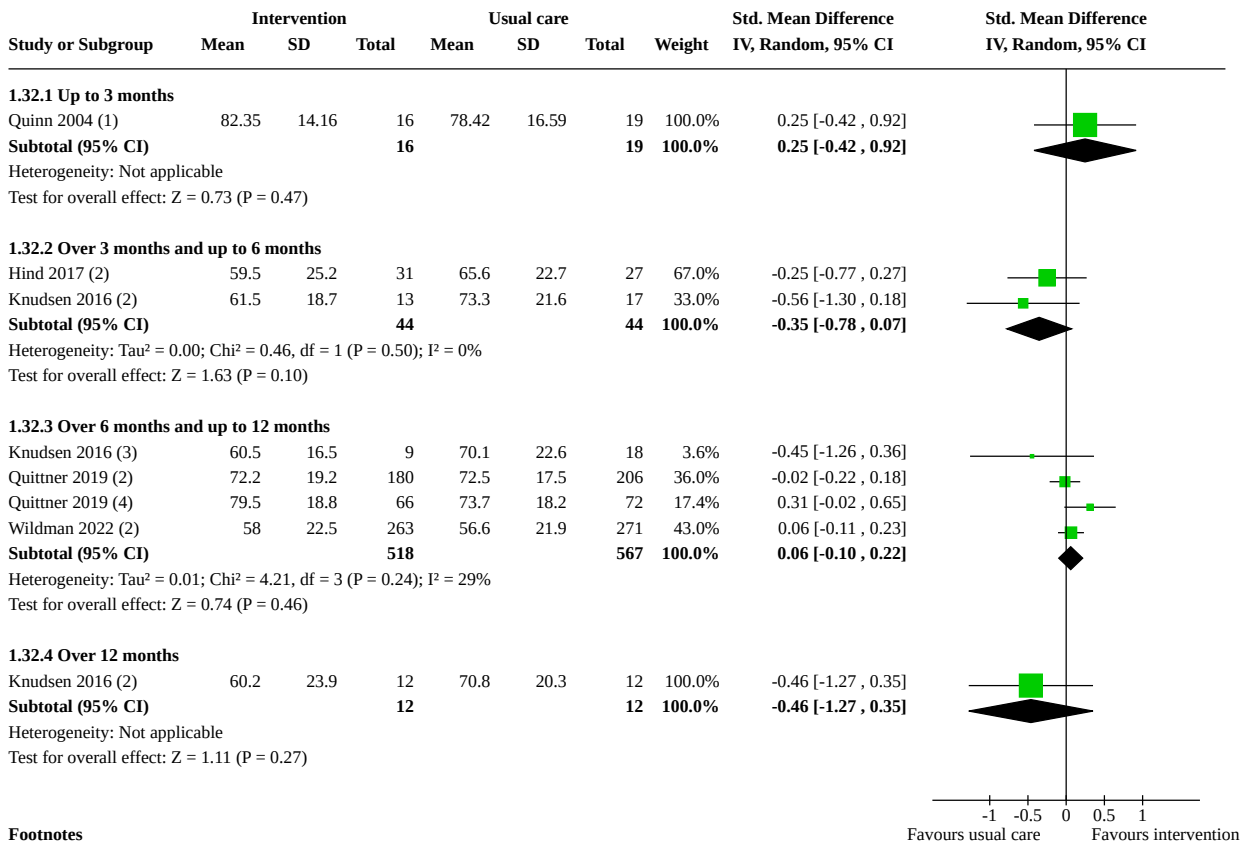 Intervention Usual care Std. Mean Difference Std. Mean Difference
Study or Subgroup Mean SD Total Mean SD Total Weight IV, Random, 95% CI IV, Random, 95% CI
1.32.1 Up to 3 months
Quinn 2004 (1) 82.35 14.16 16 78.42 16.59 19 100.0% 0.25 [-0.42 , 0.92]
Subtotal (95% CI) 16 19 100.0% 0.25 [-0.42 , 0.92]
Heterogeneity: Not applicable
Test for overall effect: Z = 0.73 (P = 0.47)
1.32.2 Over 3 months and up to 6 months
Hind 2017 (2) 59.5 25.2 31 65.6 22.7 27 67.0% -0.25 [-0.77 , 0.27]
Knudsen 2016 (2) 61.5 18.7 13 73.3 21.6 17 33.0% -0.56 [-1.30 , 0.18]
Subtotal (95% CI) 44 44 100.0% -0.35 [-0.78 , 0.07]
Heterogeneity: Tau² = 0.00; Chi² = 0.46, df = 1 (P = 0.50); I² = 0%
Test for overall effect: Z = 1.63 (P = 0.10)
1.32.3 Over 6 months and up to 12 months
Knudsen 2016 (3) 60.5 16.5 9 70.1 22.6 18 3.6% -0.45 [-1.26 , 0.36]
Quittner 2019 (2) 72.2 19.2 180 72.5 17.5 206 36.0% -0.02 [-0.22 , 0.18]
Quittner 2019 (4) 79.5 18.8 66 73.7 18.2 72 17.4% 0.31 [-0.02 , 0.65]
Wildman 2022 (2) 58 22.5 263 56.6 21.9 271 43.0% 0.06 [-0.11 , 0.23]
Subtotal (95% CI) 518 567 100.0% 0.06 [-0.10 , 0.22]
Heterogeneity: Tau² = 0.01; Chi² = 4.21, df = 3 (P = 0.24); I² = 29%
Test for overall effect: Z = 0.74 (P = 0.46)
1.32.4 Over 12 months
Knudsen 2016 (2) 60.2 23.9 12 70.8 20.3 12 100.0% -0.46 [-1.27 , 0.35]
Subtotal (95% CI) 12 12 100.0% -0.46 [-1.27 , 0.35]
Heterogeneity: Not applicable
Test for overall effect: Z = 1.11 (P = 0.27)
-1 -0.5 0 0.5 1
Footnotes Favours usual care Favours intervention